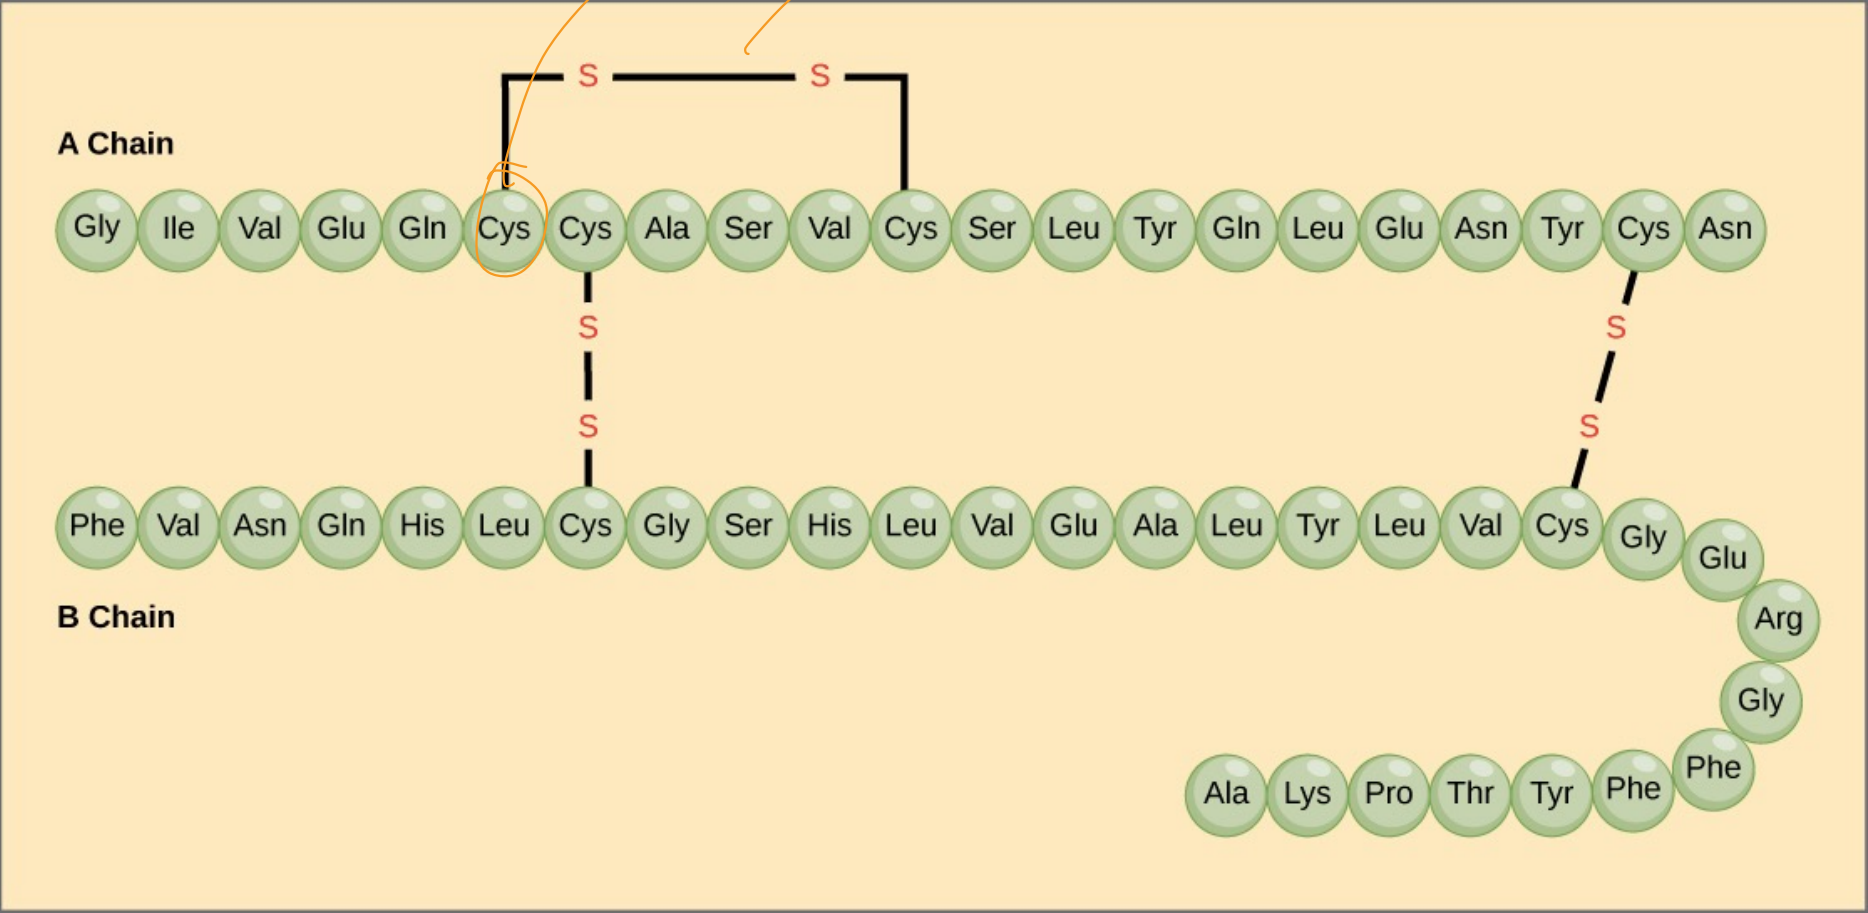 S S
A Chain
Gly Ile Val Glu Gln Cys Cys Ala Ser Val Cys Ser Leu Tyr Gln Leu Glu Asn Tyr Cys Asn
S S
S S
Phe Val Asn Gln His Leu Cys Gly Ser His Leu Val Glu Ala Leu Tyr Leu Val Cys Gly Glu
B Chain
Arg
Gly
Ala Lys Pro Thr Tyr Phe Phe